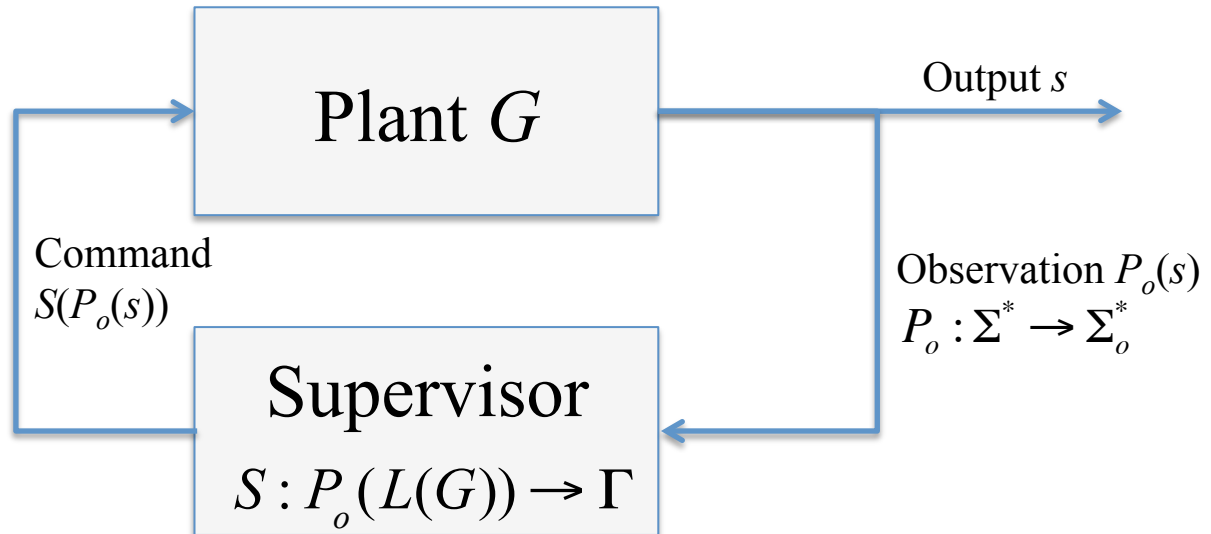 Plant G
Output s
Command
S(P_o(s))
Observation P_o(s)
P_o : Σ^* → Σ_o^*
Supervisor
S : P_o(L(G)) → Γ